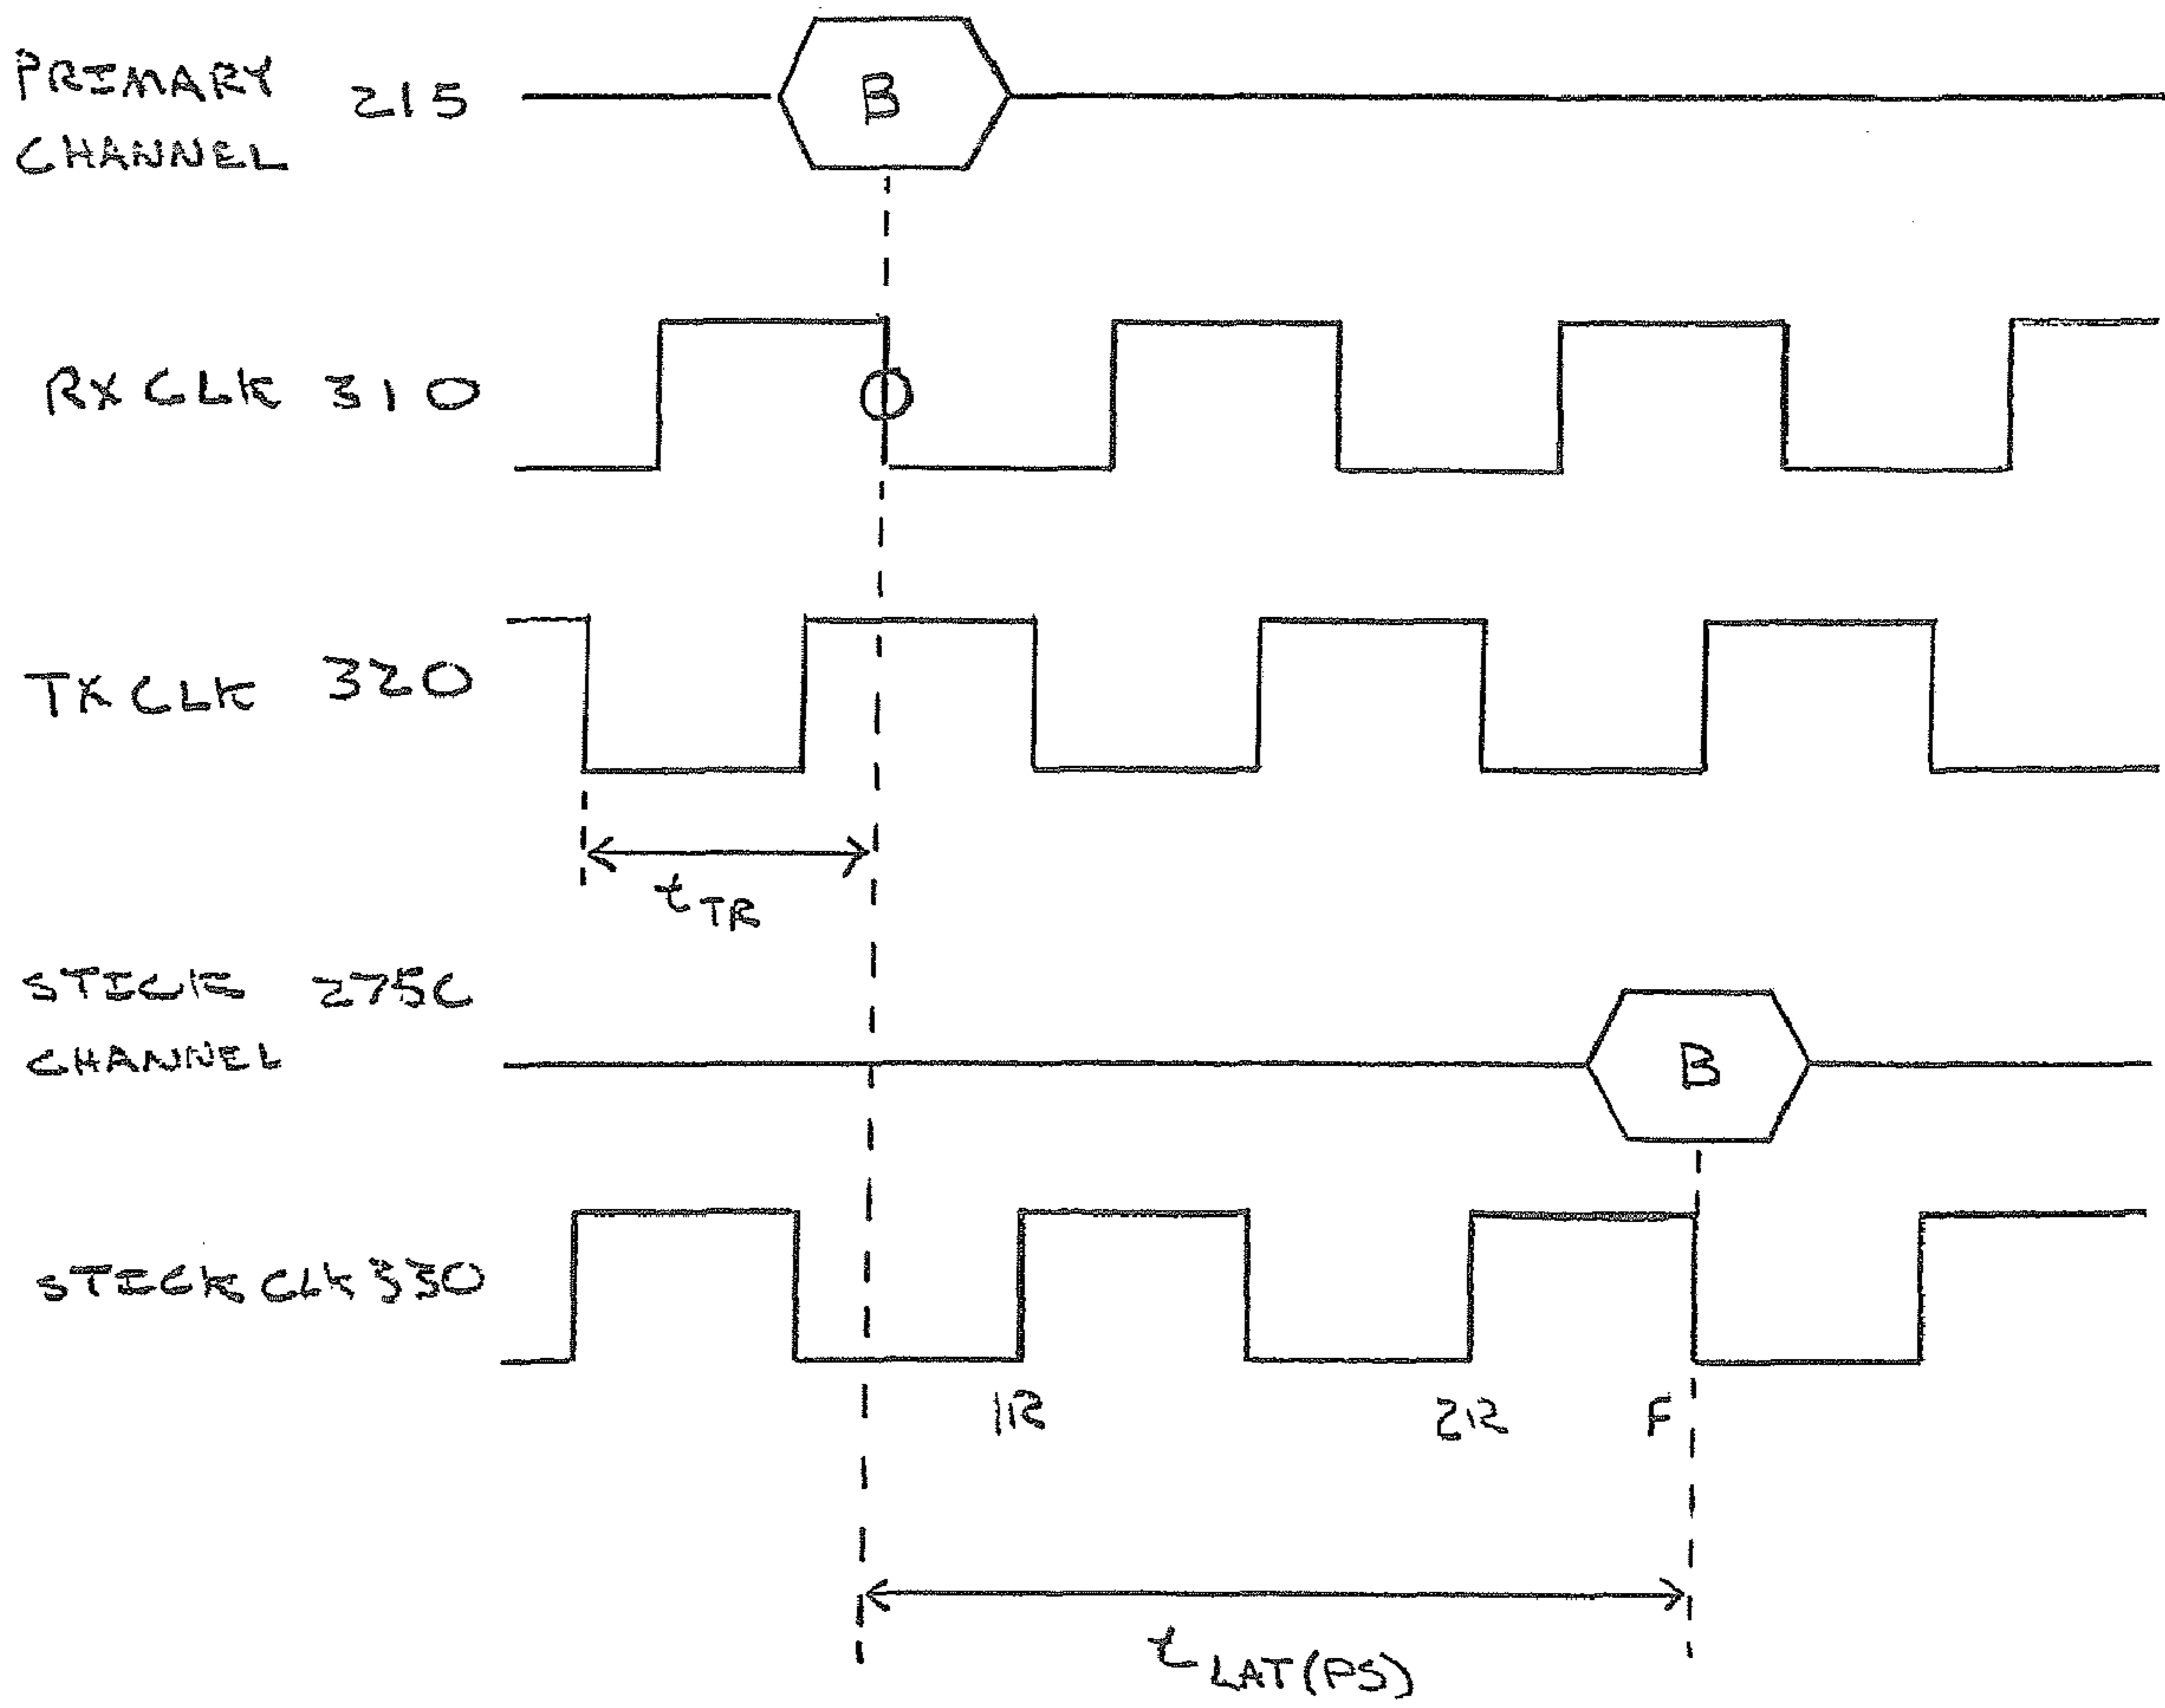 PRIMARY 215
CHANNEL
B
RX CLK 310
TX CLK 320
tTR
STICK 275C
CHANNEL
B
STICK CLK 330
1R 2R F
tLAT(PS)